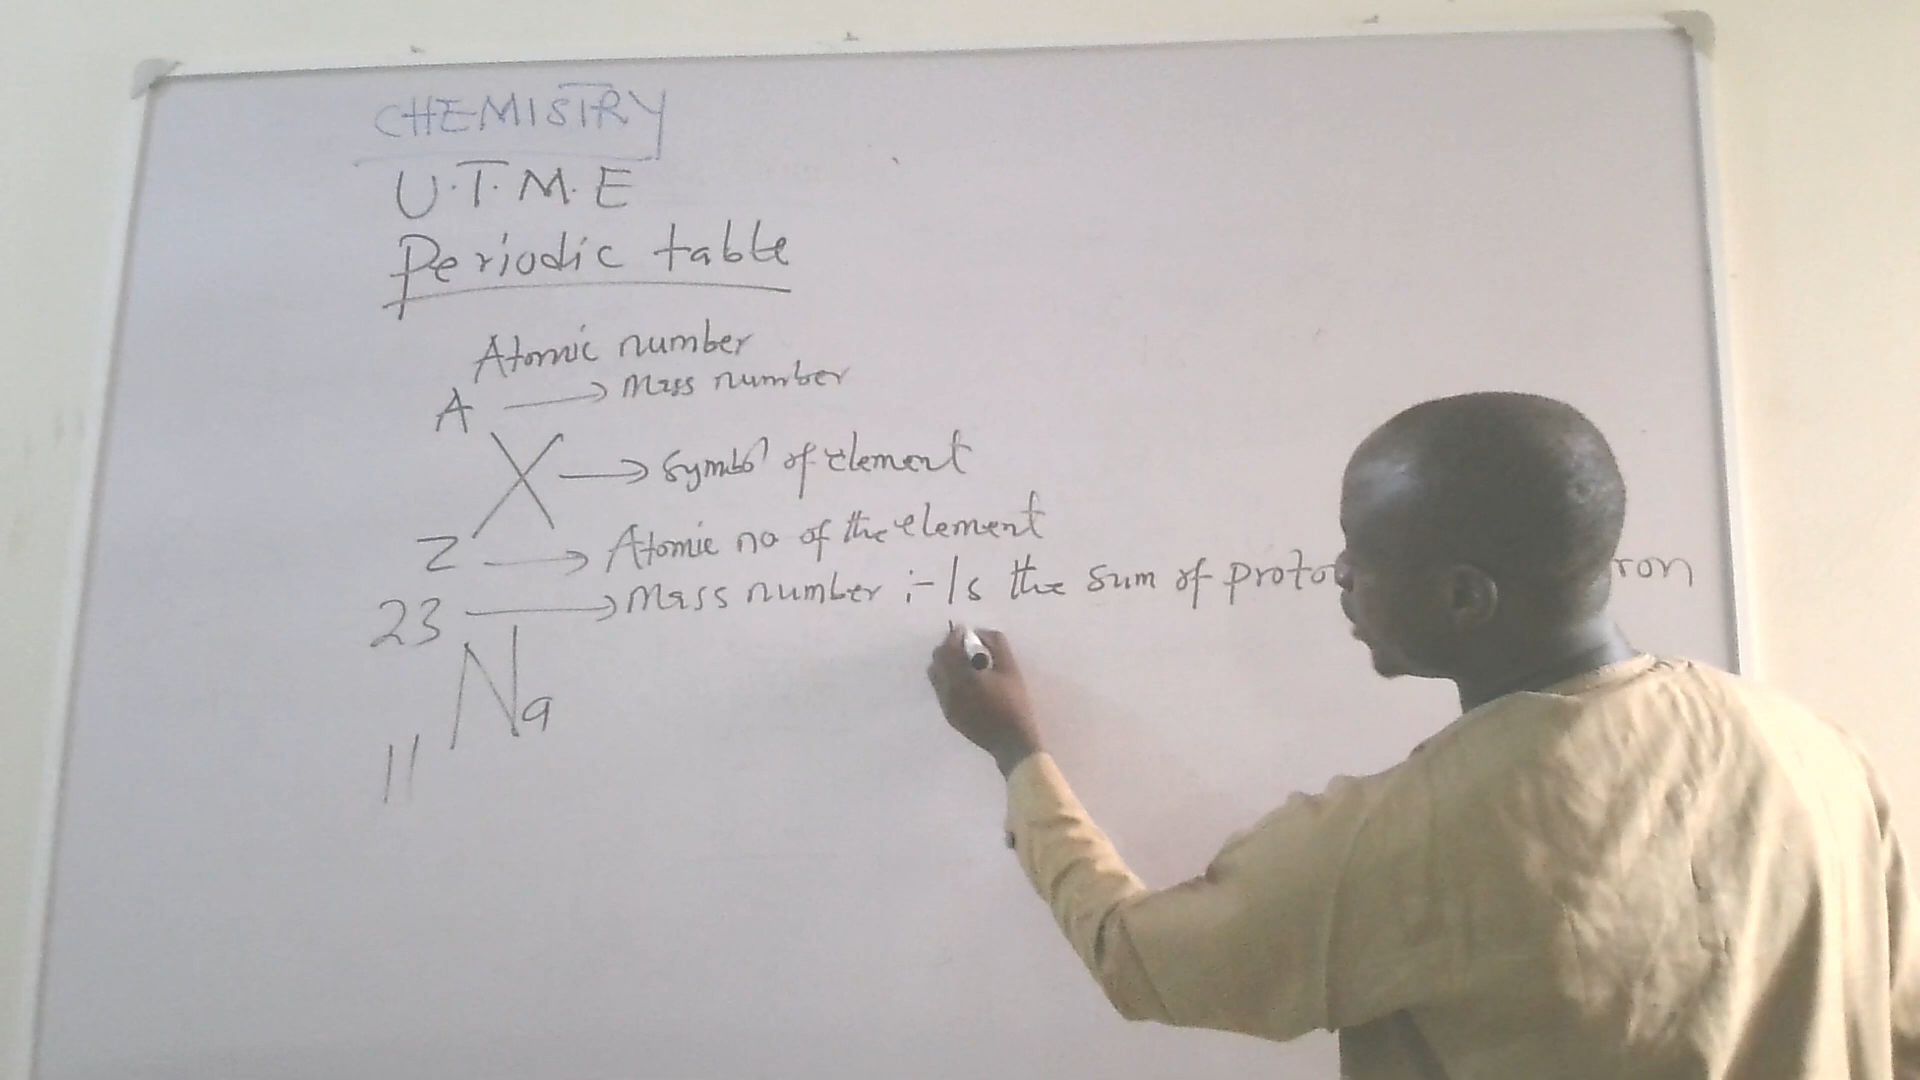 CHEMISTRY
U.T.M.E
Periodic table
Atomic number
A → Mass number
X → Symbol of element
Z → Atomic no of the element
23 → Mass number :- Is the sum of proto ron
Na
11